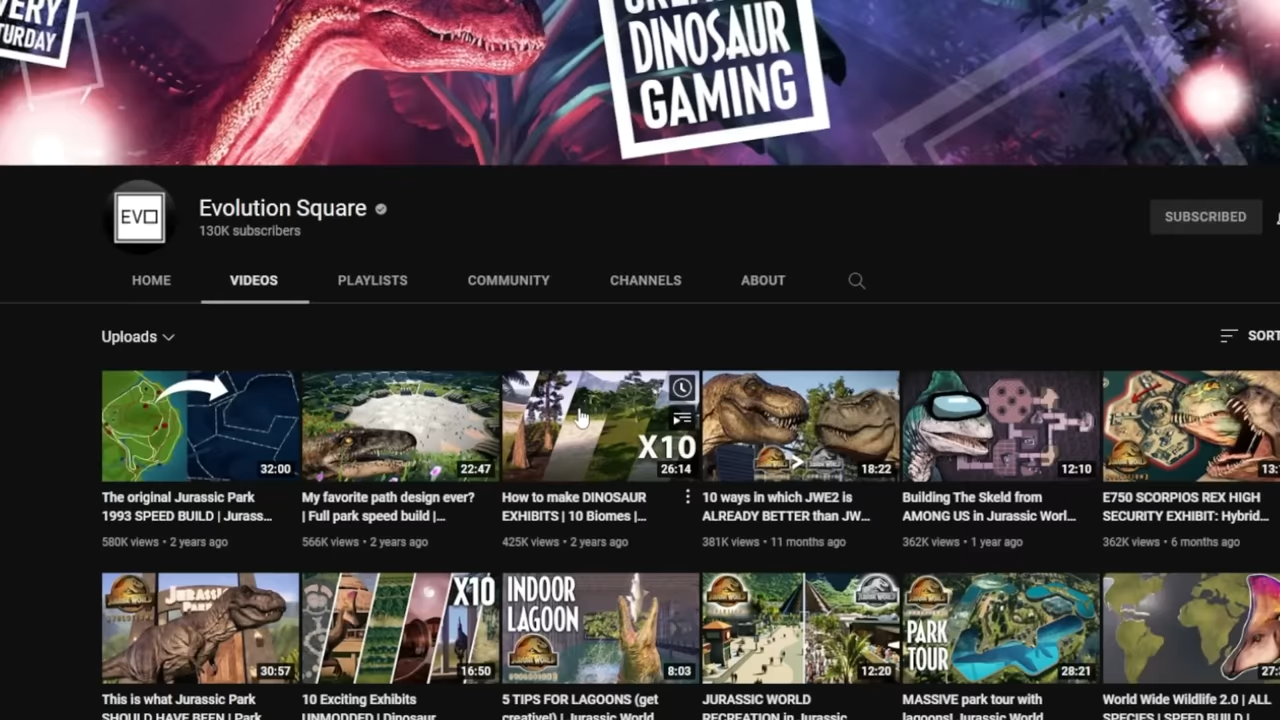 VERY
TURDAY
DINOSAUR
GAMING
EVO
Evolution Square
130K subscribers
SUBSCRIBED
HOME
VIDEOS
PLAYLISTS
COMMUNITY
CHANNELS
ABOUT
Uploads
SORT
32:00
22:47
X10
26:14
18:22
12:10
13:
The original Jurassic Park
1993 SPEED BUILD | Jurass...
580K views • 2 years ago
My favorite path design ever?
| Full park speed build |...
566K views • 2 years ago
How to make DINOSAUR
EXHIBITS | 10 Biomes |...
425K views • 2 years ago
10 ways in which JWE2 is
ALREADY BETTER than JW...
381K views • 11 months ago
Building The Skeld from
AMONG US in Jurassic Worl...
362K views • 1 year ago
E750 SCORPIOS REX HIGH
SECURITY EXHIBIT: Hybrid...
362K views • 6 months ago
30:57
X10
16:50
INDOOR
LAGOON
8:03
12:20
PARK
TOUR
28:21
27:
This is what Jurassic Park
SHOULD HAVE BEEN | Park
10 Exciting Exhibits
UNMODDED | Dinosaur
5 TIPS FOR LAGOONS (get
creative!) | Jurassic World
JURASSIC WORLD
RECREATION in Jurassic
MASSIVE park tour with
lagoons! Jurassic World
World Wide Wildlife 2.0 | ALL
SPECIES | SPEED BUILD |